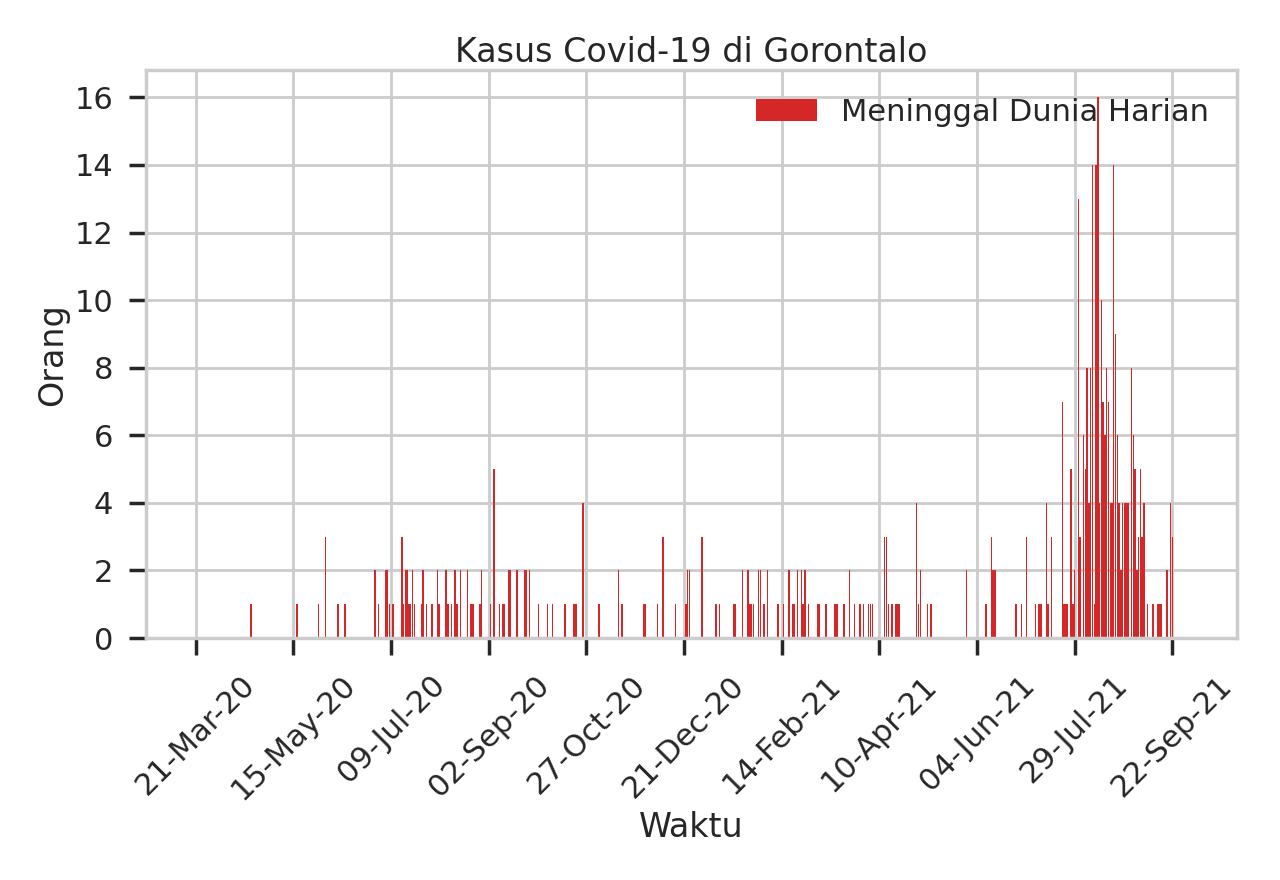 Kasus Covid-19 di Gorontalo
Meninggal Dunia Harian
Orang
16
14
12
10
8
6
4
2
0
21-Mar-20
15-May-20
09-Jul-20
02-Sep-20
27-Oct-20
21-Dec-20
14-Feb-21
10-Apr-21
04-Jun-21
29-Jul-21
22-Sep-21
Waktu